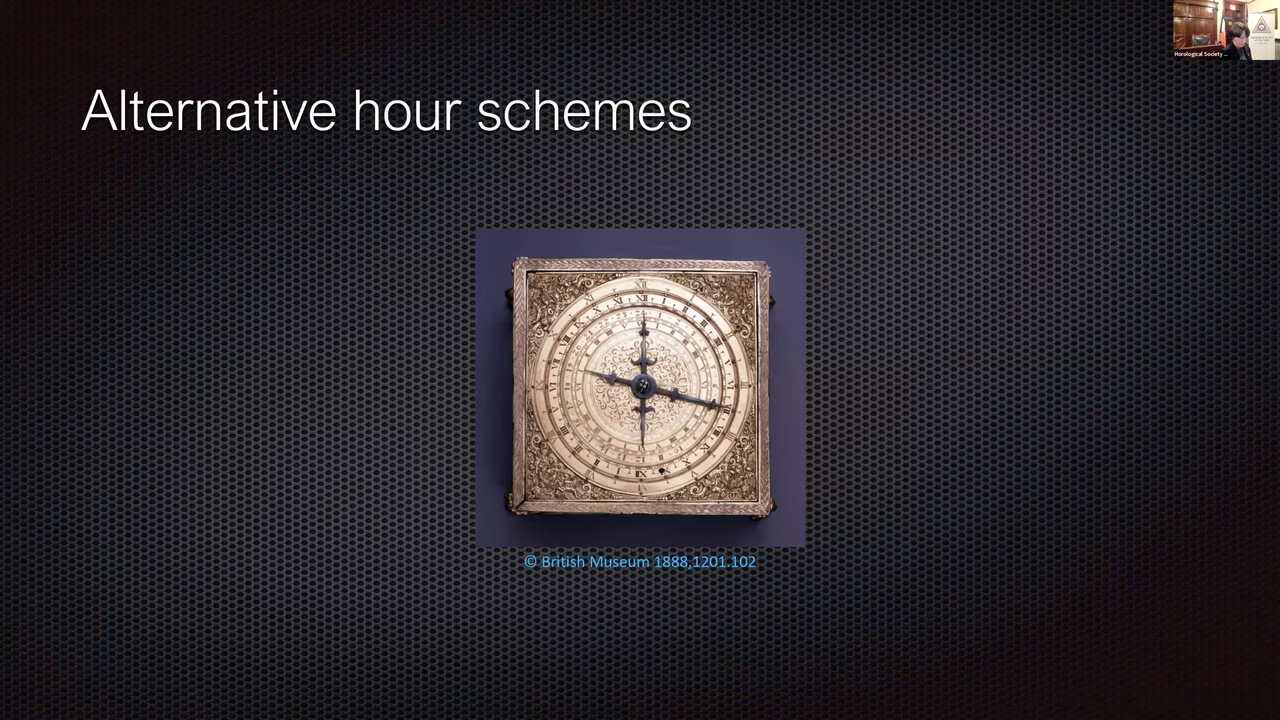 Alternative hour schemes
© British Museum 1888,1201.102
Horological Society ...